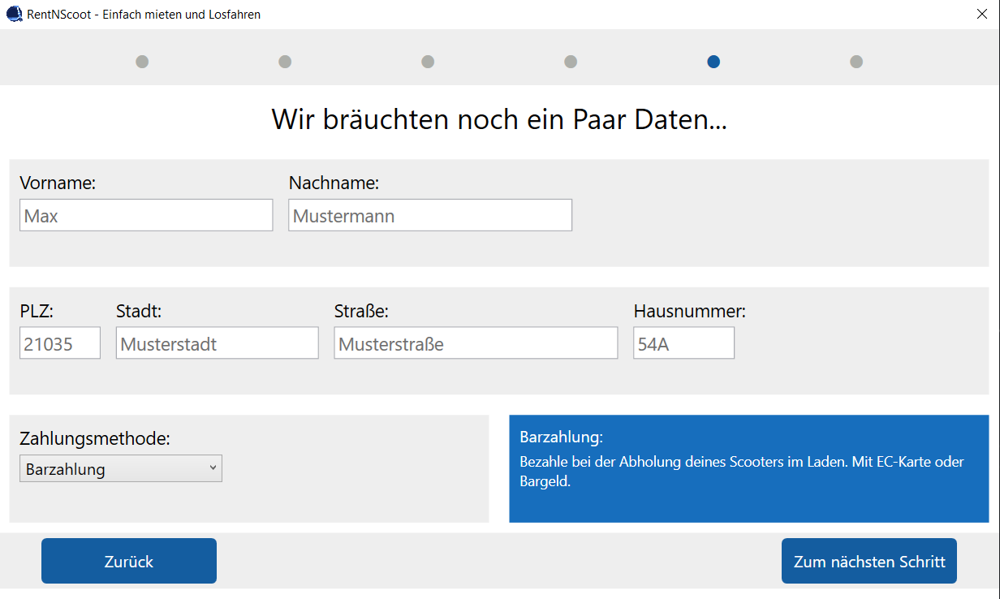 RentNScoot - Einfach mieten und Losfahren
Wir bräuchten noch ein Paar Daten...
Vorname: Nachname:
Max Mustermann
PLZ: Stadt: Straße: Hausnummer:
21035 Musterstadt Musterstraße 54A
Zahlungsmethode:
Barzahlung
Barzahlung:
Bezahle bei der Abholung deines Scooters im Laden. Mit EC-Karte oder
Bargeld.
Zurück Zum nächsten Schritt